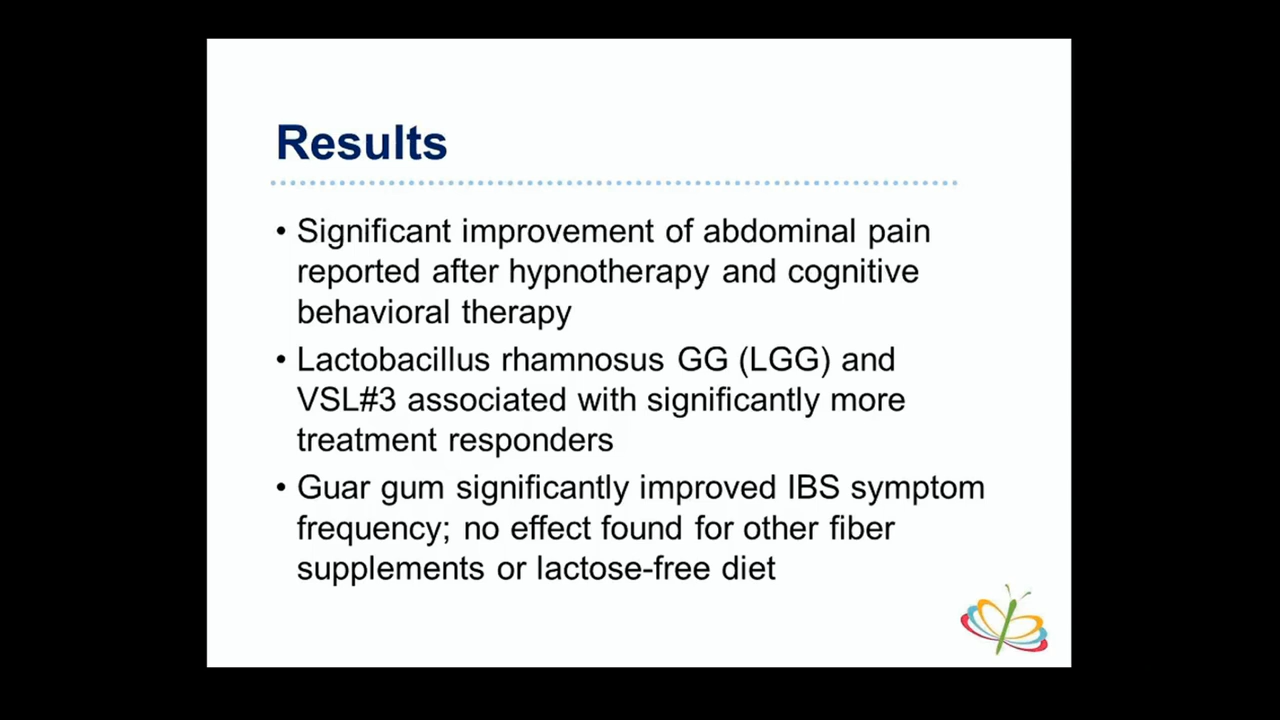 Results
• Significant improvement of abdominal pain
reported after hypnotherapy and cognitive
behavioral therapy
• Lactobacillus rhamnosus GG (LGG) and
VSL#3 associated with significantly more
treatment responders
• Guar gum significantly improved IBS symptom
frequency; no effect found for other fiber
supplements or lactose-free diet